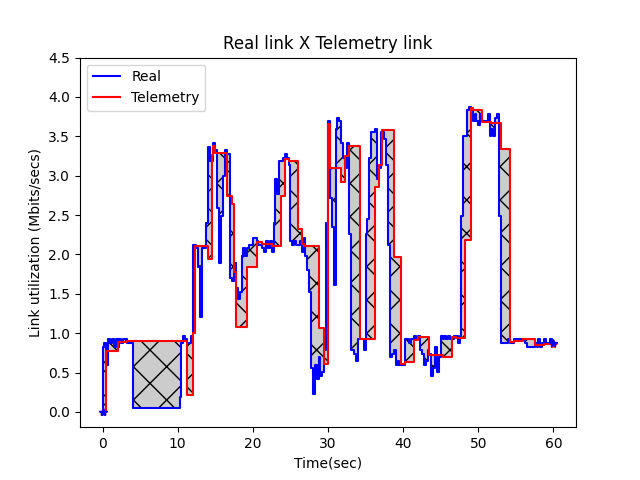 Real link X Telemetry link
Real
Telemetry
Link utilization (Mbits/secs)
4.5
4.0
3.5
3.0
2.5
2.0
1.5
1.0
0.5
0.0
0 10 20 30 40 50 60
Time(sec)